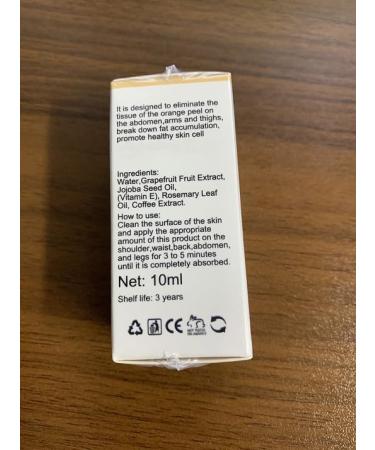 It is designed to eliminate the
tissue of the orange peel on
the abdomen,arms and thighs,
break down fat accumulation,
promote healthy skin cell
Ingredients:
Water,Grapefruit Fruit Extract,
Jojoba Seed Oil,
(Vitamin E), Rosemary Leaf
Oil, Coffee Extract.
How to use:
Clean the surface of the skin
and apply the appropriate
amount of this product on the
shoulder,waist,back,abdomen,
and legs for 3 to 5 minutes
until it is completely absorbed.
Net: 10ml
Shelf life: 3 years
CE